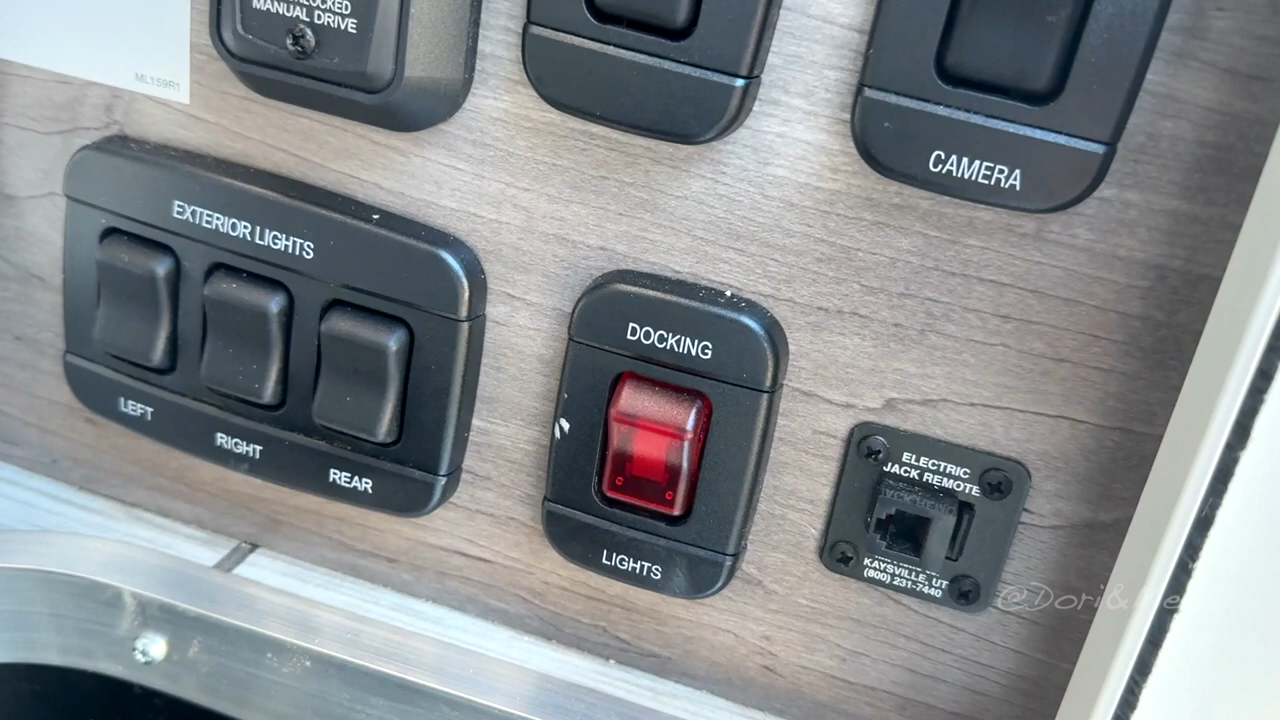 MANUAL DRIVE
ML159R1
CAMERA
EXTERIOR LIGHTS
LEFT
RIGHT
REAR
DOCKING
LIGHTS
ELECTRIC
JACK REMOTE
KAYSVILLE, UT
(800) 231-7440